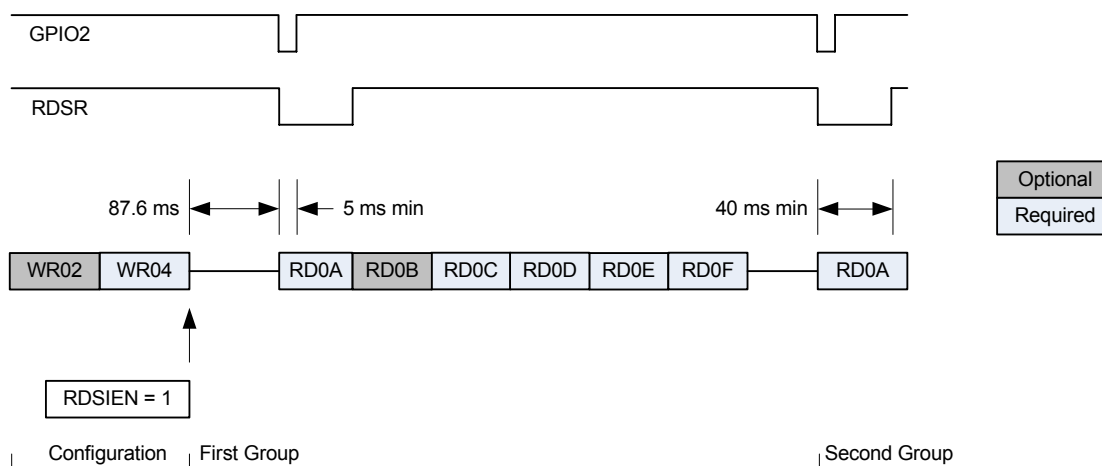 GPIO2
RDSR
87.6 ms
5 ms min
40 ms min
Optional
Required
WR02 WR04 RD0A RD0B RD0C RD0D RD0E RD0F RD0A
RDSIEN = 1
Configuration First Group Second Group